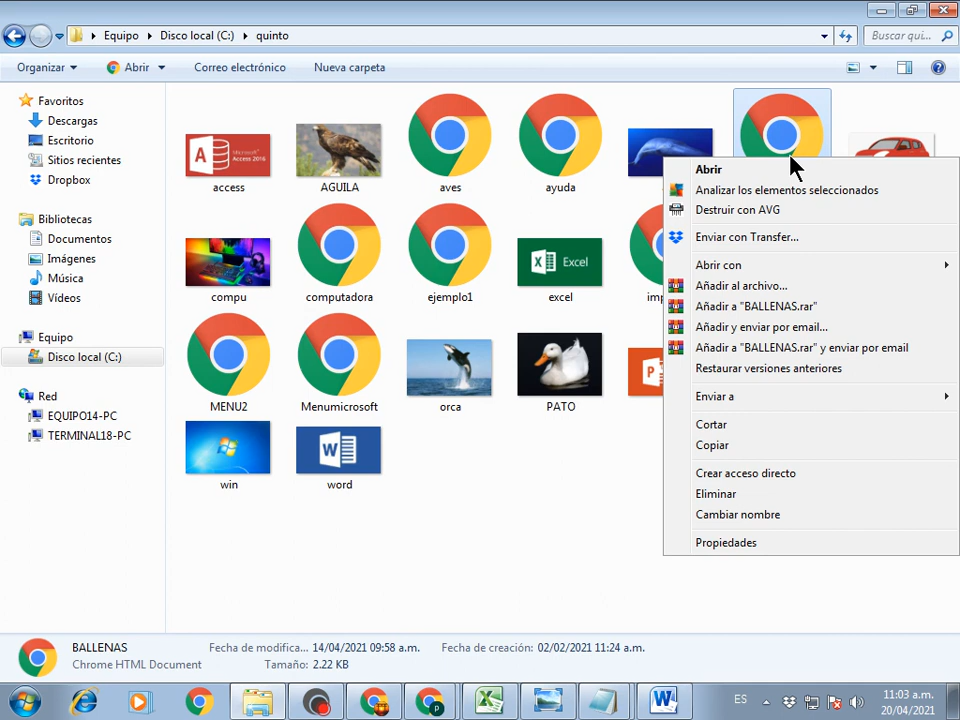 Equipo
Disco local (C:)
quinto
Buscar qui...
Organizar
Abrir
Correo electrónico
Nueva carpeta
Favoritos
Descargas
Escritorio
Sitios recientes
Dropbox
Bibliotecas
Documentos
Imágenes
Música
Vídeos
Equipo
Disco local (C:)
Red
EQUIPO14-PC
TERMINAL18-PC
Microsoft
Access 2016
access
AGUILA
aves
ayuda
compu
computadora
ejemplo1
Excel
excel
MENU2
Menumicrosoft
orca
PATO
win
word
Abrir
Analizar los elementos seleccionados
Destruir con AVG
Enviar con Transfer...
Abrir con
Añadir al archivo...
Añadir a "BALLENAS.rar"
Añadir y enviar por email...
Añadir a "BALLENAS.rar" y enviar por email
Restaurar versiones anteriores
Enviar a
Cortar
Copiar
Crear acceso directo
Eliminar
Cambiar nombre
Propiedades
BALLENAS
Fecha de modifica... 14/04/2021 09:58 a.m.
Fecha de creación: 02/02/2021 11:24 a.m.
Chrome HTML Document
Tamaño: 2.22 KB
ES
11:03 a.m.
20/04/2021